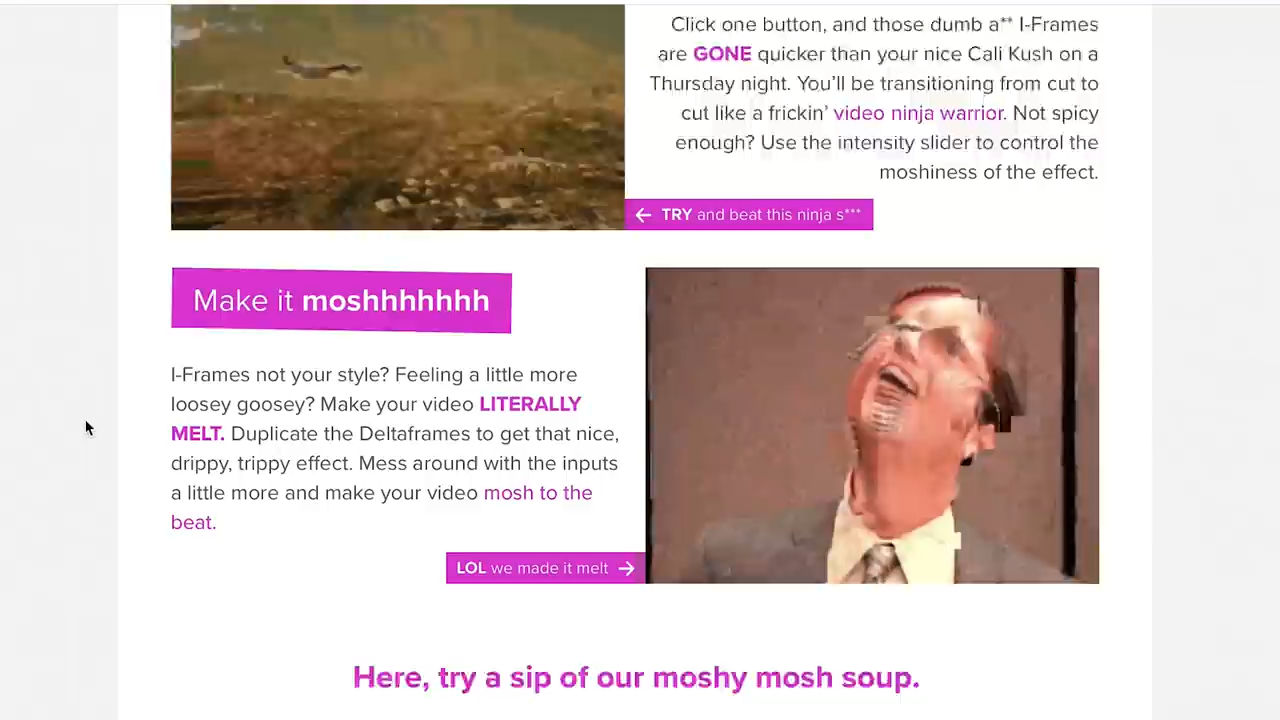 Click one button, and those dumb a** I-Frames
are GONE quicker than your nice Cali Kush on a
Thursday night. You'll be transitioning from cut to
cut like a frickin' video ninja warrior. Not spicy
enough? Use the intensity slider to control the
moshiness of the effect.
← TRY and beat this ninja s***
Make it moshhhhhhh
I-Frames not your style? Feeling a little more
loosey goosey? Make your video LITERALLY
MELT. Duplicate the Deltaframes to get that nice,
drippy, trippy effect. Mess around with the inputs
a little more and make your video mosh to the
beat.
LOL we made it melt →
Here, try a sip of our moshy mosh soup.